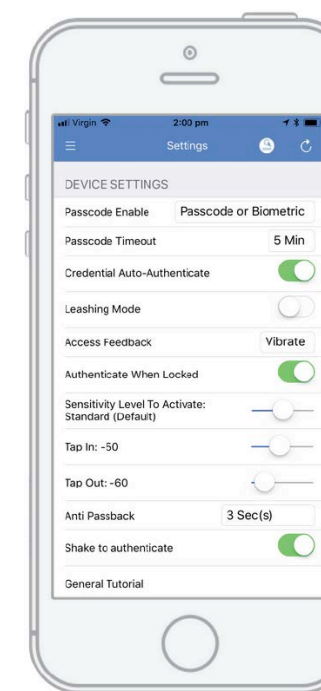 Virgin 2:00 pm
Settings
DEVICE SETTINGS
Passcode Enable Passcode or Biometric
Passcode Timeout 5 Min
Credential Auto-Authenticate
Leashing Mode
Access Feedback Vibrate
Authenticate When Locked
Sensitivity Level To Activate:
Standard (Default)
Tap In: -50
Tap Out: -60
Anti Passback 3 Sec(s)
Shake to authenticate
General Tutorial